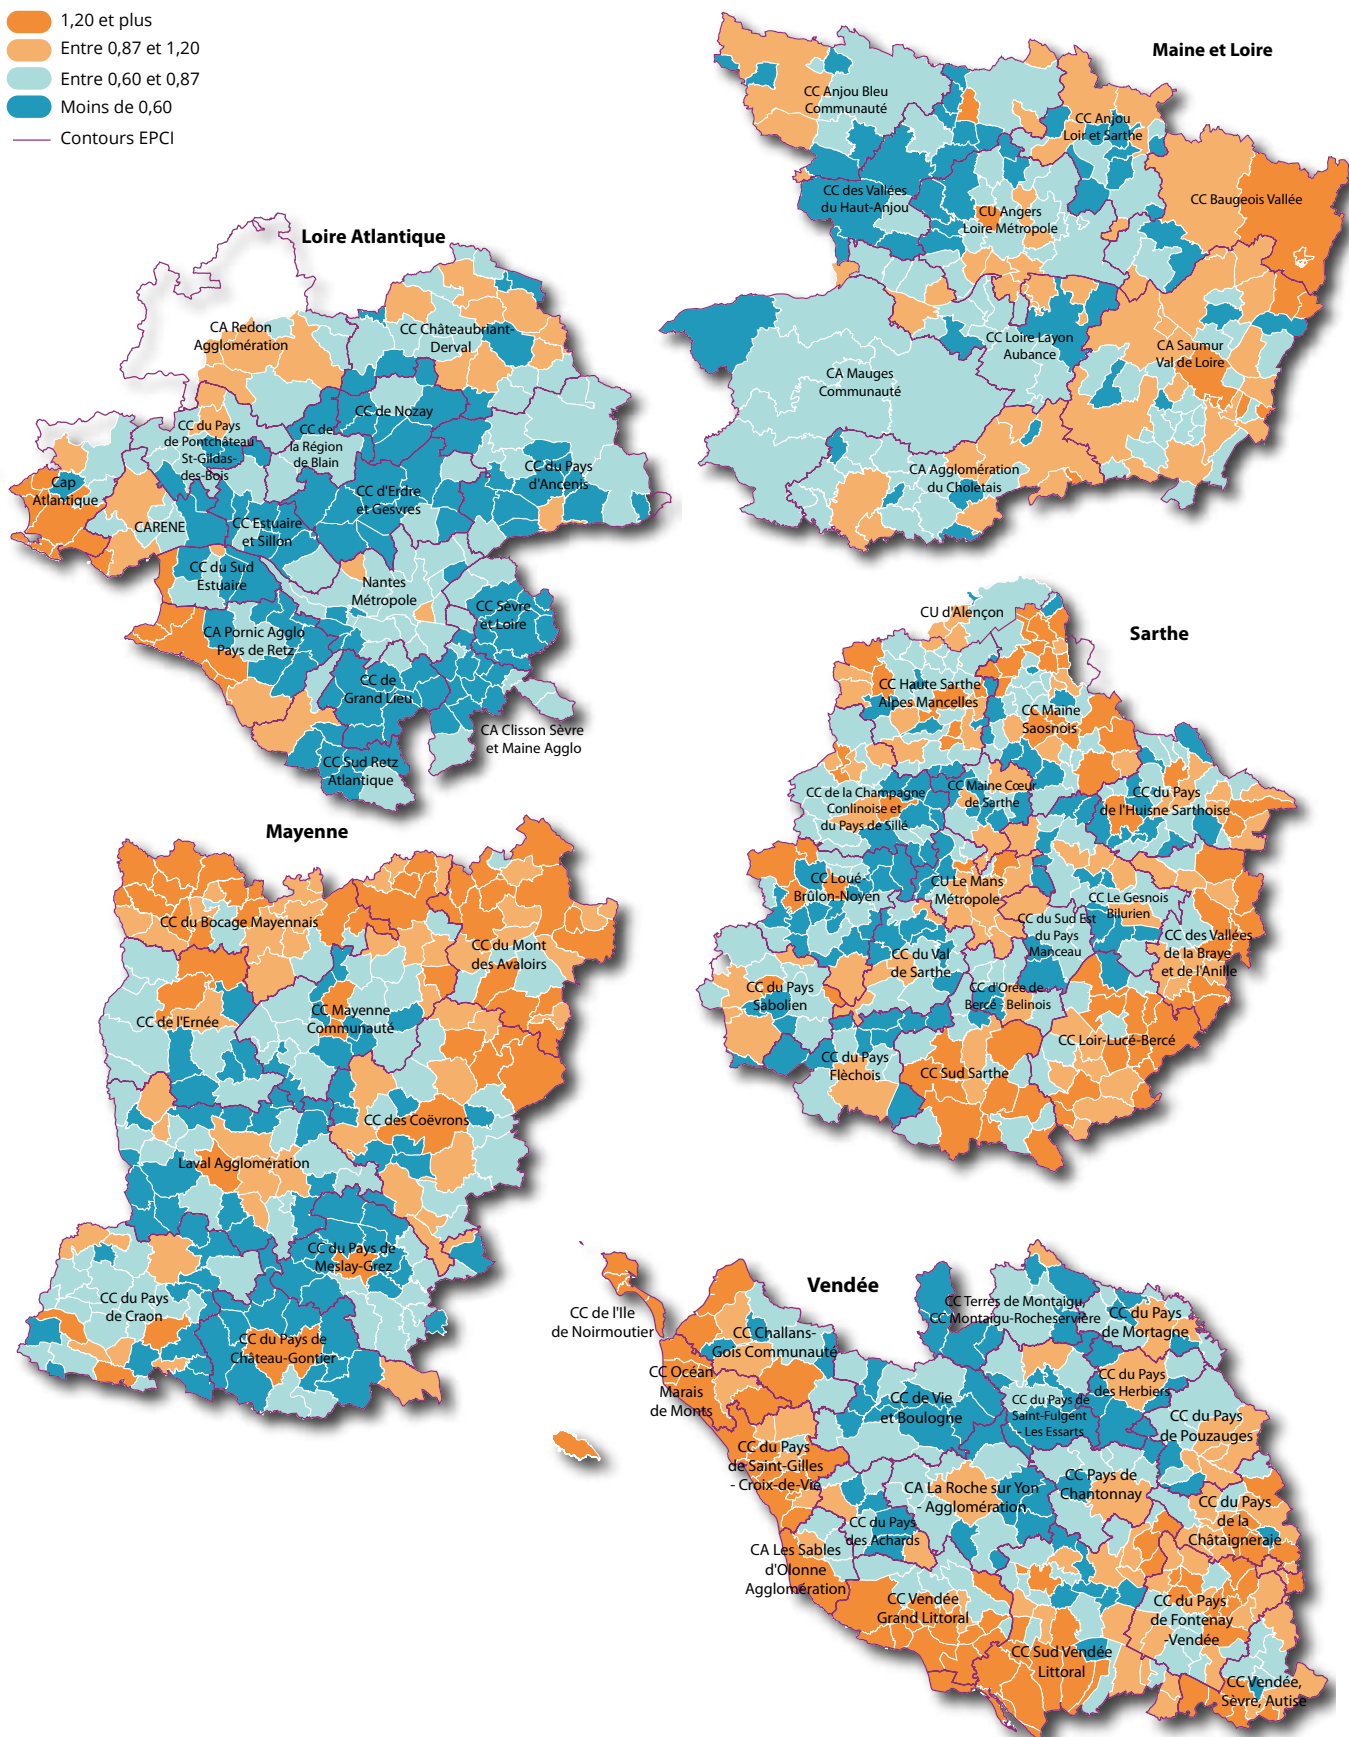 1,20 et plus
Entre 0,87 et 1,20
Entre 0,60 et 0,87
Moins de 0,60
Contours EPCI
Maine et Loire
CC Anjou Bleu
Communauté
CC Anjou
Loir et Sarthe
CC des Vallées
du Haut-Anjou
CU Angers
Loire Métropole
CC Baugeois Vallée
CC Loire Layon
Aubance
CA Saumur
Val de Loire
CA Mauges
Communauté
CA Agglomération
du Choletais
Loire Atlantique
CA Redon
Agglomération
CC Châteaubriant-
Derval
CC de Nozay
CC du Pays
de Pontchâteau
St-Gildas-
des-Bois
CC de
la Région
de Blain
Cap
Atlantique
CC du Pays
d'Ancenis
CC d'Erdre
et Gesvres
CARENE
CC Estuaire
et Sillon
CC du Sud
Estuaire
Nantes
Métropole
CC Sèvre
et Loire
CA Pornic Agglo
Pays de Retz
CC de
Grand Lieu
CA Clisson Sèvre
et Maine Agglo
CC Sud Retz
Atlantique
Sarthe
CU d'Alençon
CC Haute Sarthe
Alpes Mancelles
CC Maine
Saosnois
CC de la Champagne
Conlinoise et
du Pays de Sillé
CC Maine Cœur
de Sarthe
CC du Pays
de l'Huisne Sarthoise
CC Loué-
Brûlon-Noyen
CU Le Mans
Métropole
CC Le Gesnois
Bilurien
CC du Sud Est
du Pays
Manceau
CC des Vallées
de la Braye
et de l'Anille
CC du Val
de Sarthe
CC du Pays
Sabolien
CC d'Orée de
Bercé - Belinois
CC Loir-Lucé-Bercé
CC du Pays
Flèchois
CC Sud Sarthe
Mayenne
CC du Bocage Mayennais
CC du Mont
des Avaloirs
CC de l'Ernée
CC Mayenne
Communauté
CC des Coëvrons
Laval Agglomération
CC du Pays de
Meslay-Grez
CC du Pays
de Craon
CC du Pays de
Château-Gontier
Vendée
CC de l'Ile
de Noirmoutier
CC Challans-
Gois Communauté
CC Terres de Montaigu,
CC Montaigu-Rocheservière
CC du Pays
de Mortagne
CC Océan
Marais
de Monts
CC du Pays
des Herbiers
CC de Vie
et Boulogne
CC du Pays de
Saint-Fulgent
- Les Essarts
CC du Pays
de Pouzauges
CC du Pays
de Saint-Gilles
- Croix-de-Vie
CA La Roche sur Yon
- Agglomération
CC Pays de
Chantonnay
CC du Pays
de la
Châtaigneraie
CC du Pays
des Achards
CA Les Sables
d'Olonne
Agglomération
CC Vendée
Grand Littoral
CC du Pays
de Fontenay
-Vendée
CC Sud Vendée
Littoral
CC Vendée,
Sèvre, Autise